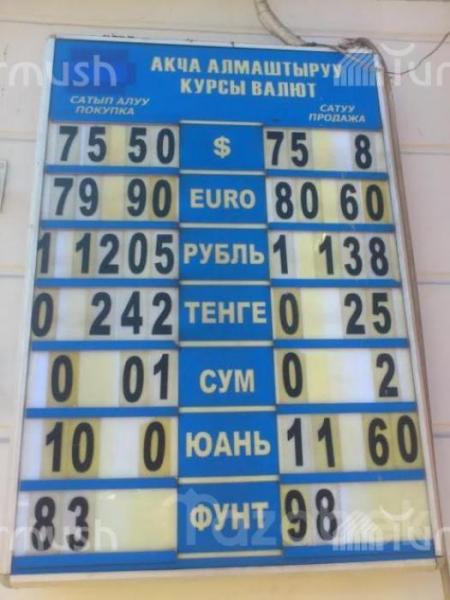 АКЧА АЛМАШТЫРУУ
КУРСЫ ВАЛЮТ
САТЫП АЛУУ
ПОКУПКА
САТУУ
ПРОДАЖА
75 50 $ 75 8
79 90 EURO 80 60
1 1205 РУБЛЬ 1 138
0 242 ТЕНГЕ 0 25
0 01 СУМ 0 2
10 0 ЮАНЬ 11 60
83 ФУНТ 98
Turmush